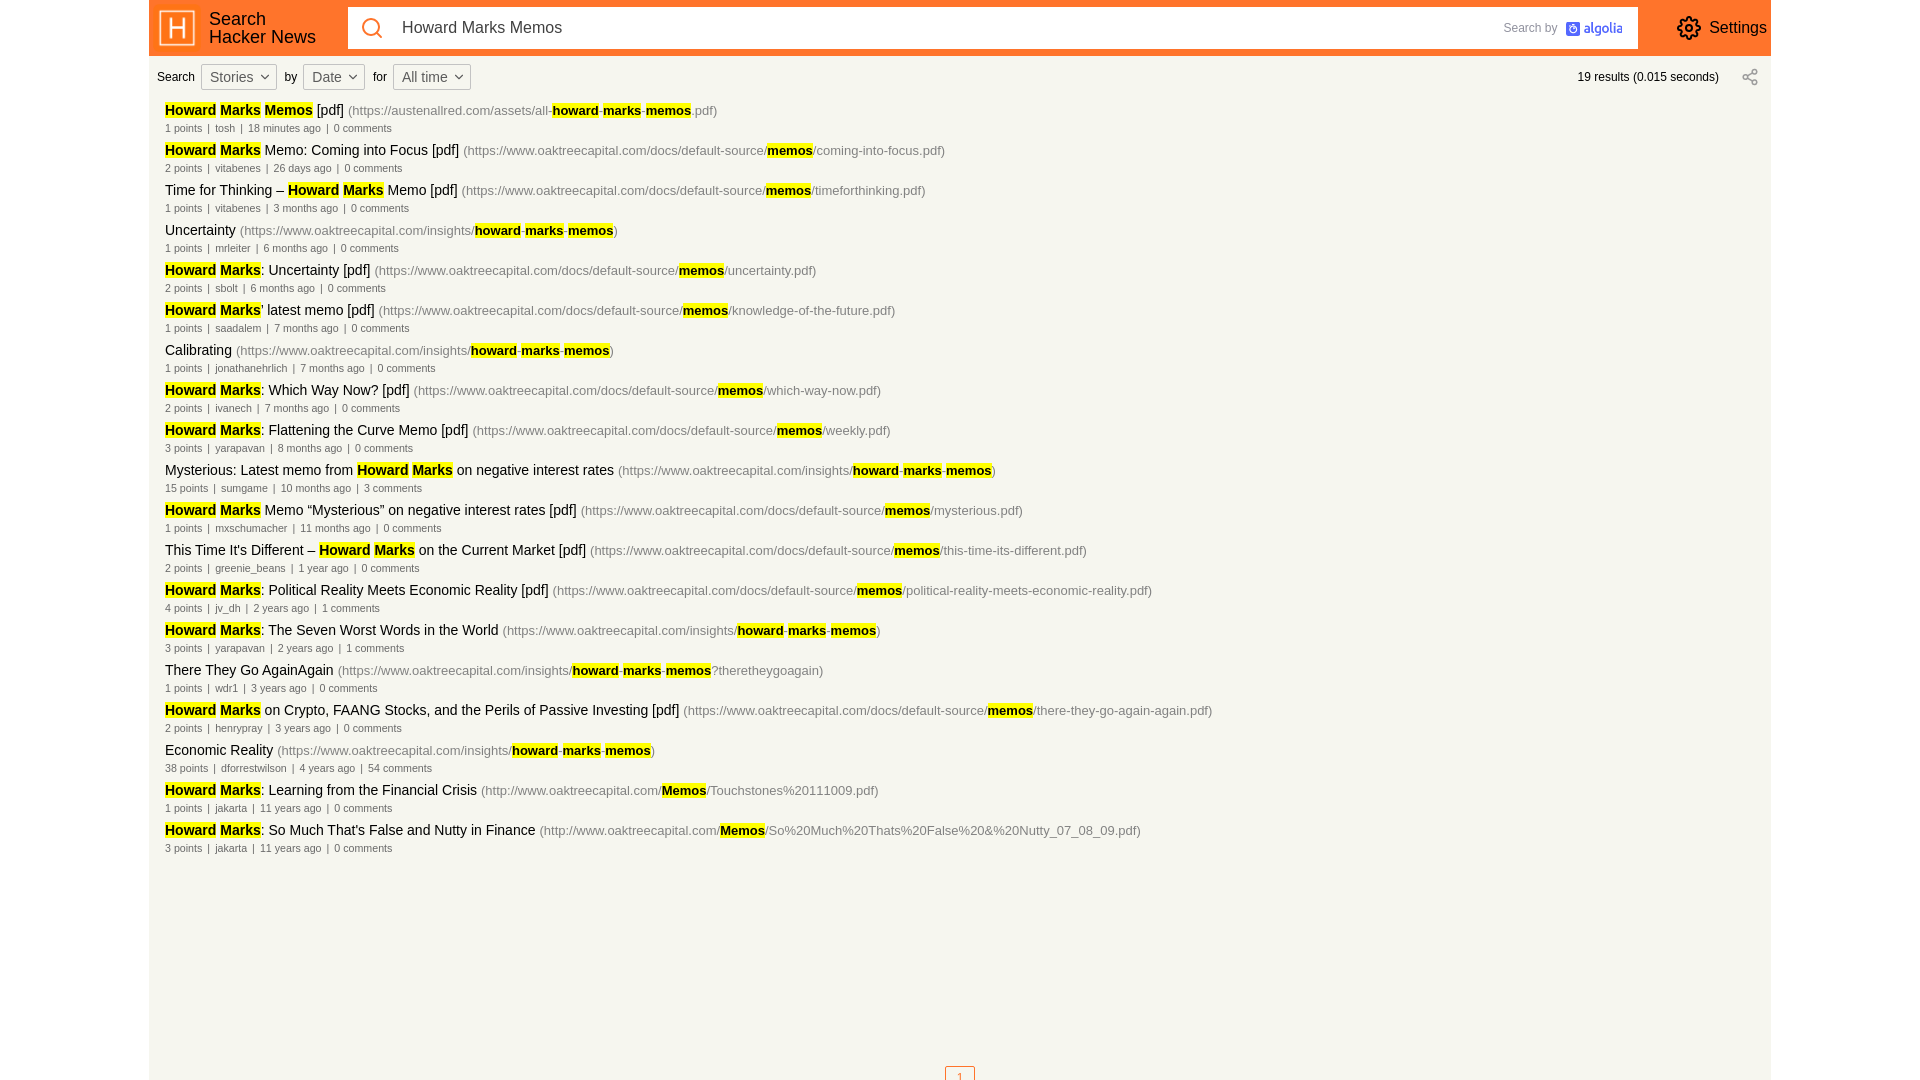 H Search
Hacker News
Howard Marks Memos
Search by algolia
Settings
Search Stories by Date for All time
19 results (0.015 seconds)
Howard Marks Memos [pdf] (https://austenallred.com/assets/all-howard-marks-memos.pdf)
1 points | tosh | 18 minutes ago | 0 comments
Howard Marks Memo: Coming into Focus [pdf] (https://www.oaktreecapital.com/docs/default-source/memos/coming-into-focus.pdf)
2 points | vitabenes | 26 days ago | 0 comments
Time for Thinking – Howard Marks Memo [pdf] (https://www.oaktreecapital.com/docs/default-source/memos/timeforthinking.pdf)
1 points | vitabenes | 3 months ago | 0 comments
Uncertainty (https://www.oaktreecapital.com/insights/howard-marks-memos)
1 points | mrleiter | 6 months ago | 0 comments
Howard Marks: Uncertainty [pdf] (https://www.oaktreecapital.com/docs/default-source/memos/uncertainty.pdf)
2 points | sbolt | 6 months ago | 0 comments
Howard Marks’ latest memo [pdf] (https://www.oaktreecapital.com/docs/default-source/memos/knowledge-of-the-future.pdf)
1 points | saadalem | 7 months ago | 0 comments
Calibrating (https://www.oaktreecapital.com/insights/howard-marks-memos)
1 points | jonathanehrlich | 7 months ago | 0 comments
Howard Marks: Which Way Now? [pdf] (https://www.oaktreecapital.com/docs/default-source/memos/which-way-now.pdf)
2 points | ivanech | 7 months ago | 0 comments
Howard Marks: Flattening the Curve Memo [pdf] (https://www.oaktreecapital.com/docs/default-source/memos/weekly.pdf)
3 points | yarapavan | 8 months ago | 0 comments
Mysterious: Latest memo from Howard Marks on negative interest rates (https://www.oaktreecapital.com/insights/howard-marks-memos)
15 points | sumgame | 10 months ago | 3 comments
Howard Marks Memo “Mysterious” on negative interest rates [pdf] (https://www.oaktreecapital.com/docs/default-source/memos/mysterious.pdf)
1 points | mxschumacher | 11 months ago | 0 comments
This Time It's Different – Howard Marks on the Current Market [pdf] (https://www.oaktreecapital.com/docs/default-source/memos/this-time-its-different.pdf)
2 points | greenie_beans | 1 year ago | 0 comments
Howard Marks: Political Reality Meets Economic Reality [pdf] (https://www.oaktreecapital.com/docs/default-source/memos/political-reality-meets-economic-reality.pdf)
4 points | jv_dh | 2 years ago | 1 comments
Howard Marks: The Seven Worst Words in the World (https://www.oaktreecapital.com/insights/howard-marks-memos)
3 points | yarapavan | 2 years ago | 1 comments
There They Go AgainAgain (https://www.oaktreecapital.com/insights/howard-marks-memos?theretheygoagain)
1 points | wdr1 | 3 years ago | 0 comments
Howard Marks on Crypto, FAANG Stocks, and the Perils of Passive Investing [pdf] (https://www.oaktreecapital.com/docs/default-source/memos/there-they-go-again-again.pdf)
2 points | henrypray | 3 years ago | 0 comments
Economic Reality (https://www.oaktreecapital.com/insights/howard-marks-memos)
38 points | dforrestwilson | 4 years ago | 54 comments
Howard Marks: Learning from the Financial Crisis (http://www.oaktreecapital.com/Memos/Touchstones%20111009.pdf)
1 points | jakarta | 11 years ago | 0 comments
Howard Marks: So Much That's False and Nutty in Finance (http://www.oaktreecapital.com/Memos/So%20Much%20Thats%20False%20&%20Nutty_07_08_09.pdf)
3 points | jakarta | 11 years ago | 0 comments
1